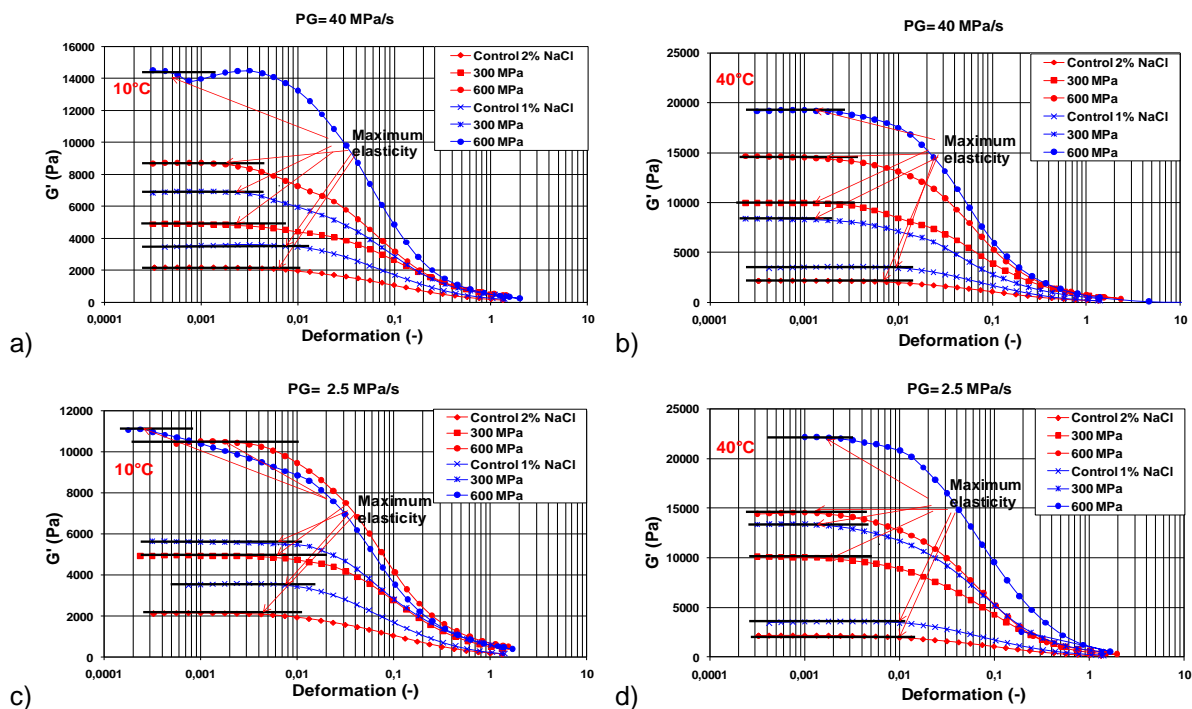 PG= 40 MPa/s
16000
14000
12000
10000
8000
6000
4000
2000
0
G' (Pa)
10°C
Maximum
elasticity
Control 2% NaCl
300 MPa
600 MPa
Control 1% NaCl
300 MPa
600 MPa
0,0001
0,001
0,01
0,1
1
10
Deformation (-)
a)
PG= 40 MPa/s
25000
20000
15000
10000
5000
0
G' (Pa)
40°C
Maximum
elasticity
Control 2% NaCl
300 MPa
600 MPa
Control 1% NaCl
300 MPa
600 MPa
0,0001
0,001
0,01
0,1
1
10
Deformation (-)
b)
PG= 2.5 MPa/s
12000
10000
8000
6000
4000
2000
0
G' (Pa)
10°C
Maximum
elasticity
Control 2% NaCl
300 MPa
600 MPa
Control 1% NaCl
300 MPa
600 MPa
0,0001
0,001
0,01
0,1
1
10
Deformation (-)
c)
PG= 2.5 MPa/s
25000
20000
15000
10000
5000
0
G' (Pa)
40°C
Maximum
elasticity
Control 2% NaCl
300 MPa
600 MPa
Control 1% NaCl
300 MPa
600 MPa
0,0001
0,001
0,01
0,1
1
10
Deformation (-)
d)